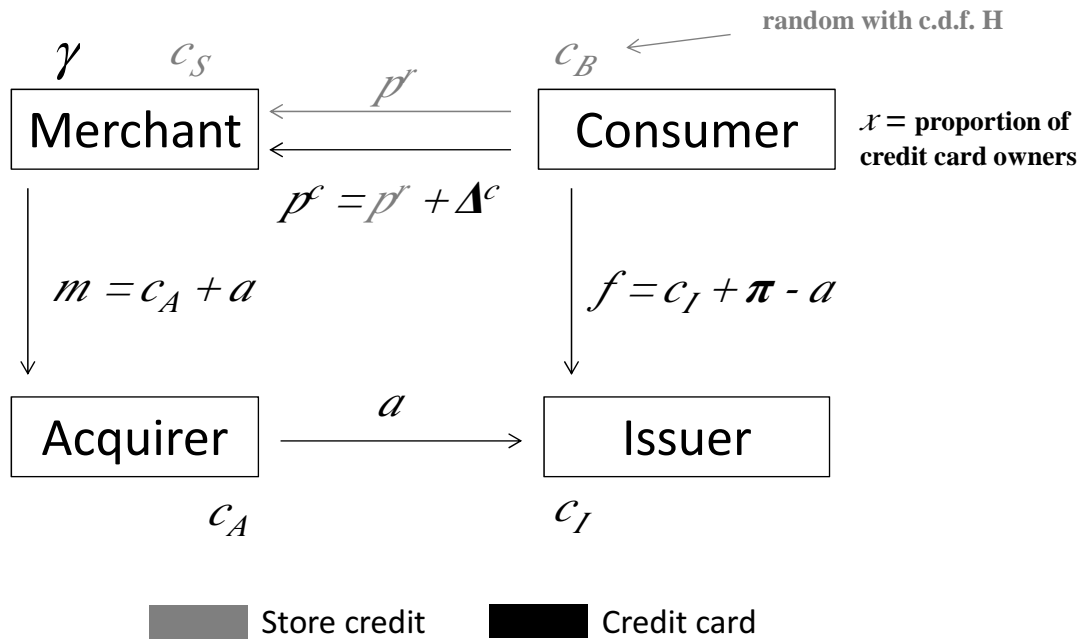 random with c.d.f. H
γ c_S c_B
p^r
Merchant Consumer
x = proportion of
credit card owners
p^c = p^r + Δ^c
m = c_A + a f = c_I + π - a
a
Acquirer Issuer
c_A c_I
Store credit Credit card